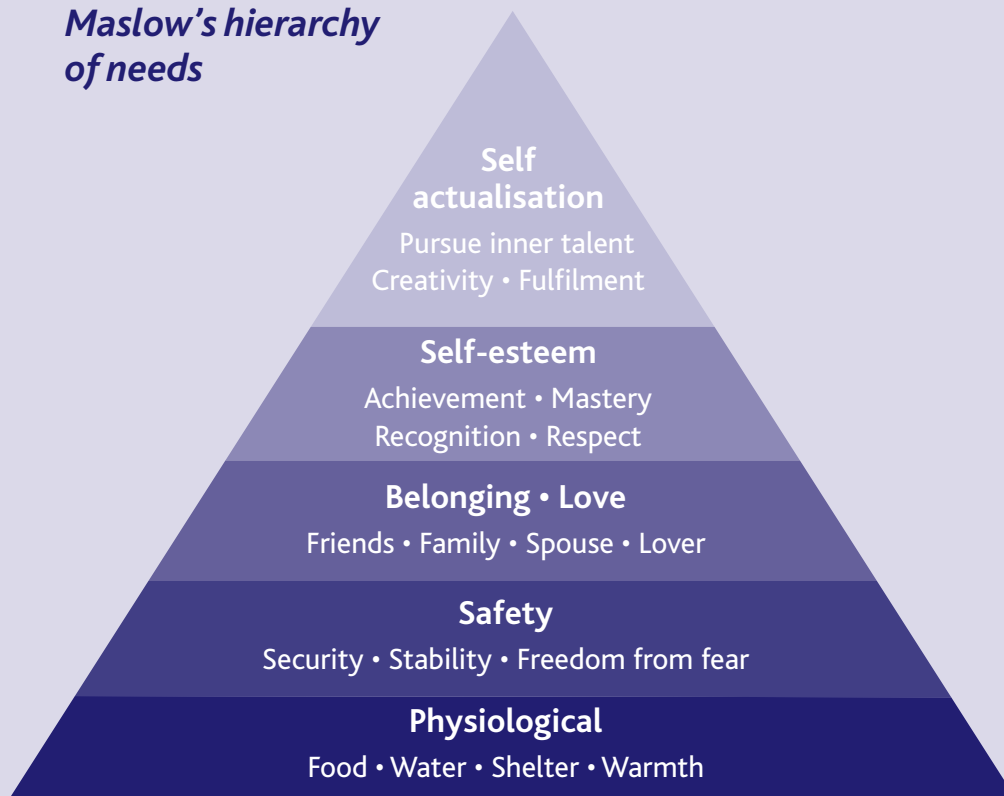 Maslow’s hierarchy
of needs
Self
actualisation
Pursue inner talent
Creativity • Fulfilment
Self-esteem
Achievement • Mastery
Recognition • Respect
Belonging • Love
Friends • Family • Spouse • Lover
Safety
Security • Stability • Freedom from fear
Physiological
Food • Water • Shelter • Warmth